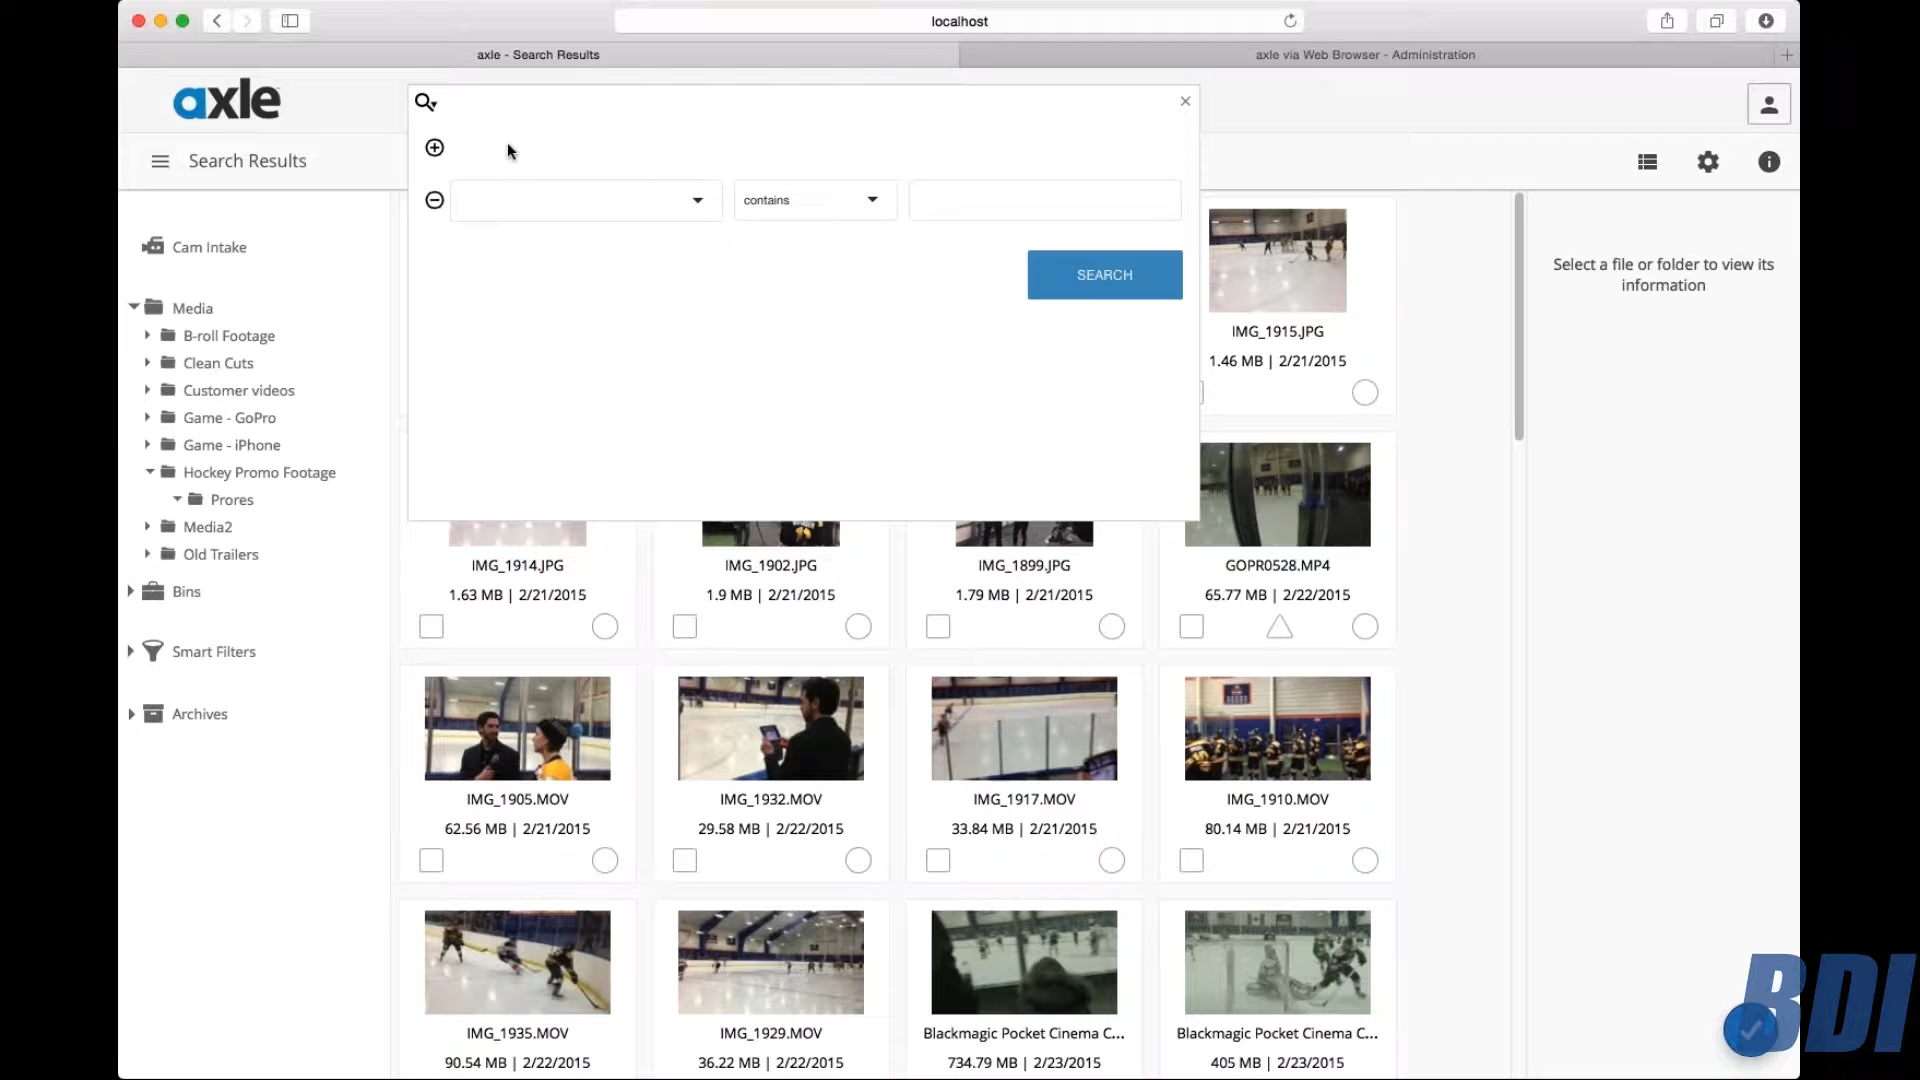 localhost
axle - Search Results
axle via Web Browser - Administration
axle
Search Results
contains
SEARCH
Cam Intake
Media
B-roll Footage
Clean Cuts
Customer videos
Game - GoPro
Game - iPhone
Hockey Promo Footage
Prores
Media2
Old Trailers
Bins
Smart Filters
Archives
Select a file or folder to view its
information
IMG_1915.JPG
1.46 MB | 2/21/2015
IMG_1914.JPG
1.63 MB | 2/21/2015
IMG_1902.JPG
1.9 MB | 2/21/2015
IMG_1899.JPG
1.79 MB | 2/21/2015
GOPR0528.MP4
65.77 MB | 2/22/2015
IMG_1905.MOV
62.56 MB | 2/21/2015
IMG_1932.MOV
29.58 MB | 2/22/2015
IMG_1917.MOV
33.84 MB | 2/21/2015
IMG_1910.MOV
80.14 MB | 2/21/2015
IMG_1935.MOV
90.54 MB | 2/22/2015
IMG_1929.MOV
36.22 MB | 2/22/2015
Blackmagic Pocket Cinema C...
734.79 MB | 2/23/2015
Blackmagic Pocket Cinema C...
405 MB | 2/23/2015
BDI